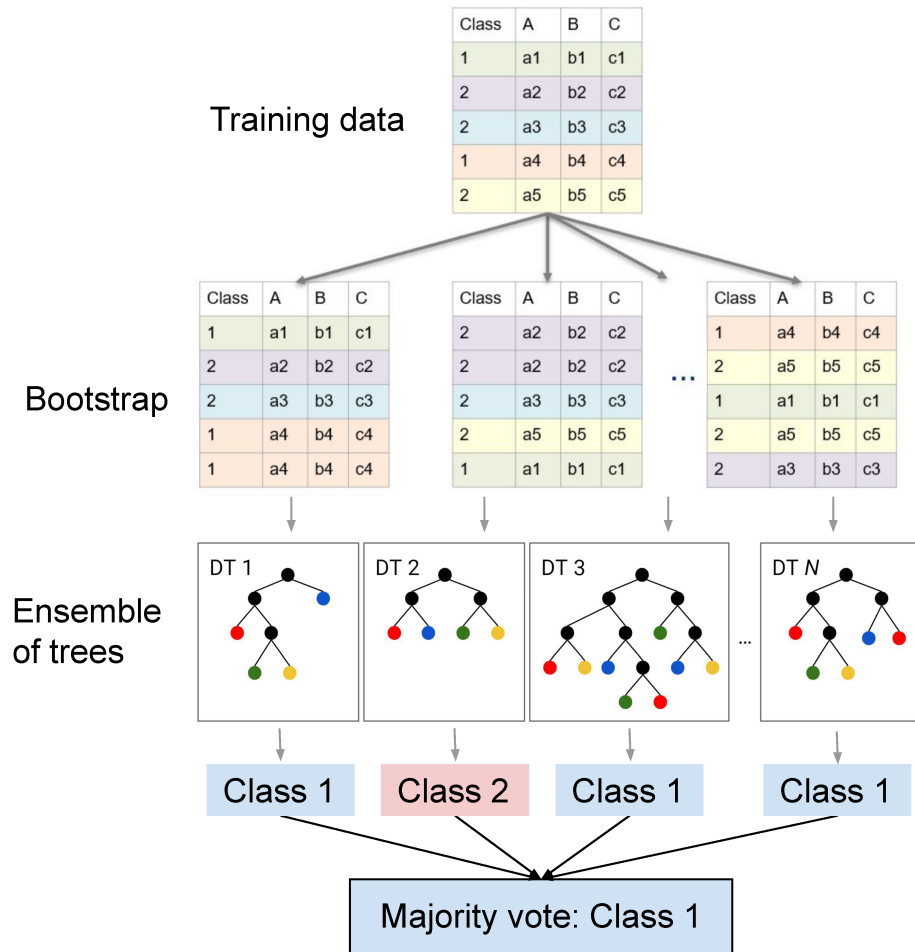 Class A B C
1 a1 b1 c1
2 a2 b2 c2
Training data
2 a3 b3 c3
1 a4 b4 c4
2 a5 b5 c5
Class A B C
1 a1 b1 c1
2 a2 b2 c2
2 a3 b3 c3
1 a4 b4 c4
1 a4 b4 c4
Class A B C
2 a2 b2 c2
2 a2 b2 c2
2 a3 b3 c3
2 a5 b5 c5
1 a1 b1 c1
...
Class A B C
1 a4 b4 c4
2 a5 b5 c5
1 a1 b1 c1
2 a5 b5 c5
2 a3 b3 c3
Bootstrap
Ensemble
of trees
DT 1
DT 2
DT 3
...
DT N
Class 1
Class 2
Class 1
Class 1
Majority vote: Class 1